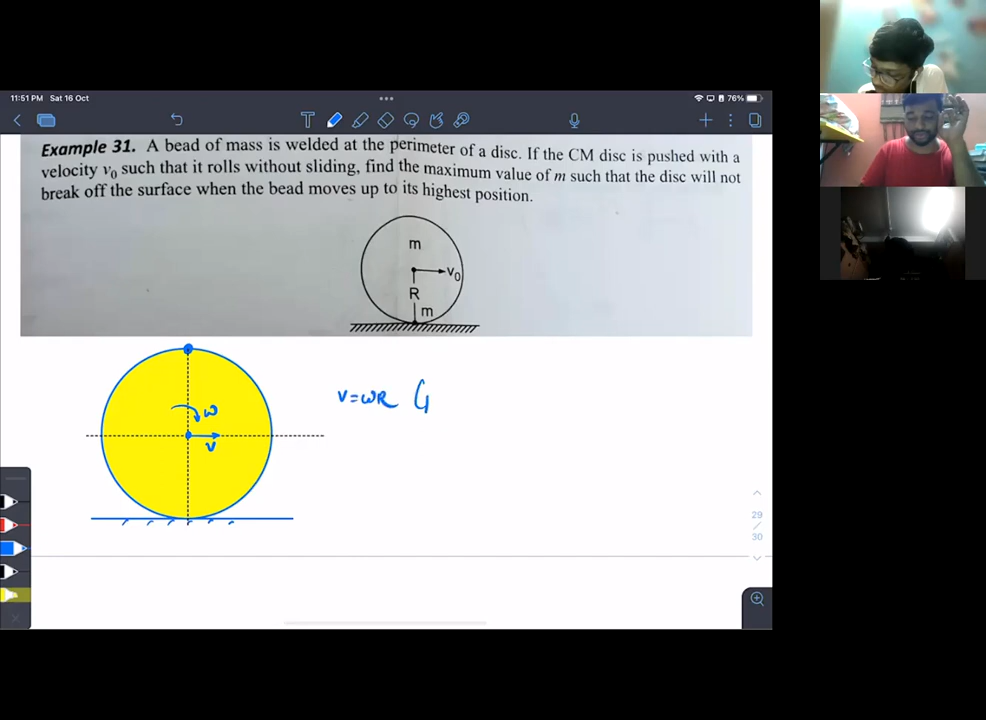 11:51 PM Sat 16 Oct
76%
Example 31. A bead of mass is welded at the perimeter of a disc. If the CM disc is pushed with a
velocity v₀ such that it rolls without sliding, find the maximum value of m such that the disc will not
break off the surface when the bead moves up to its highest position.
m
v₀
R
m
ω
v
v=ωR (
29
/
30